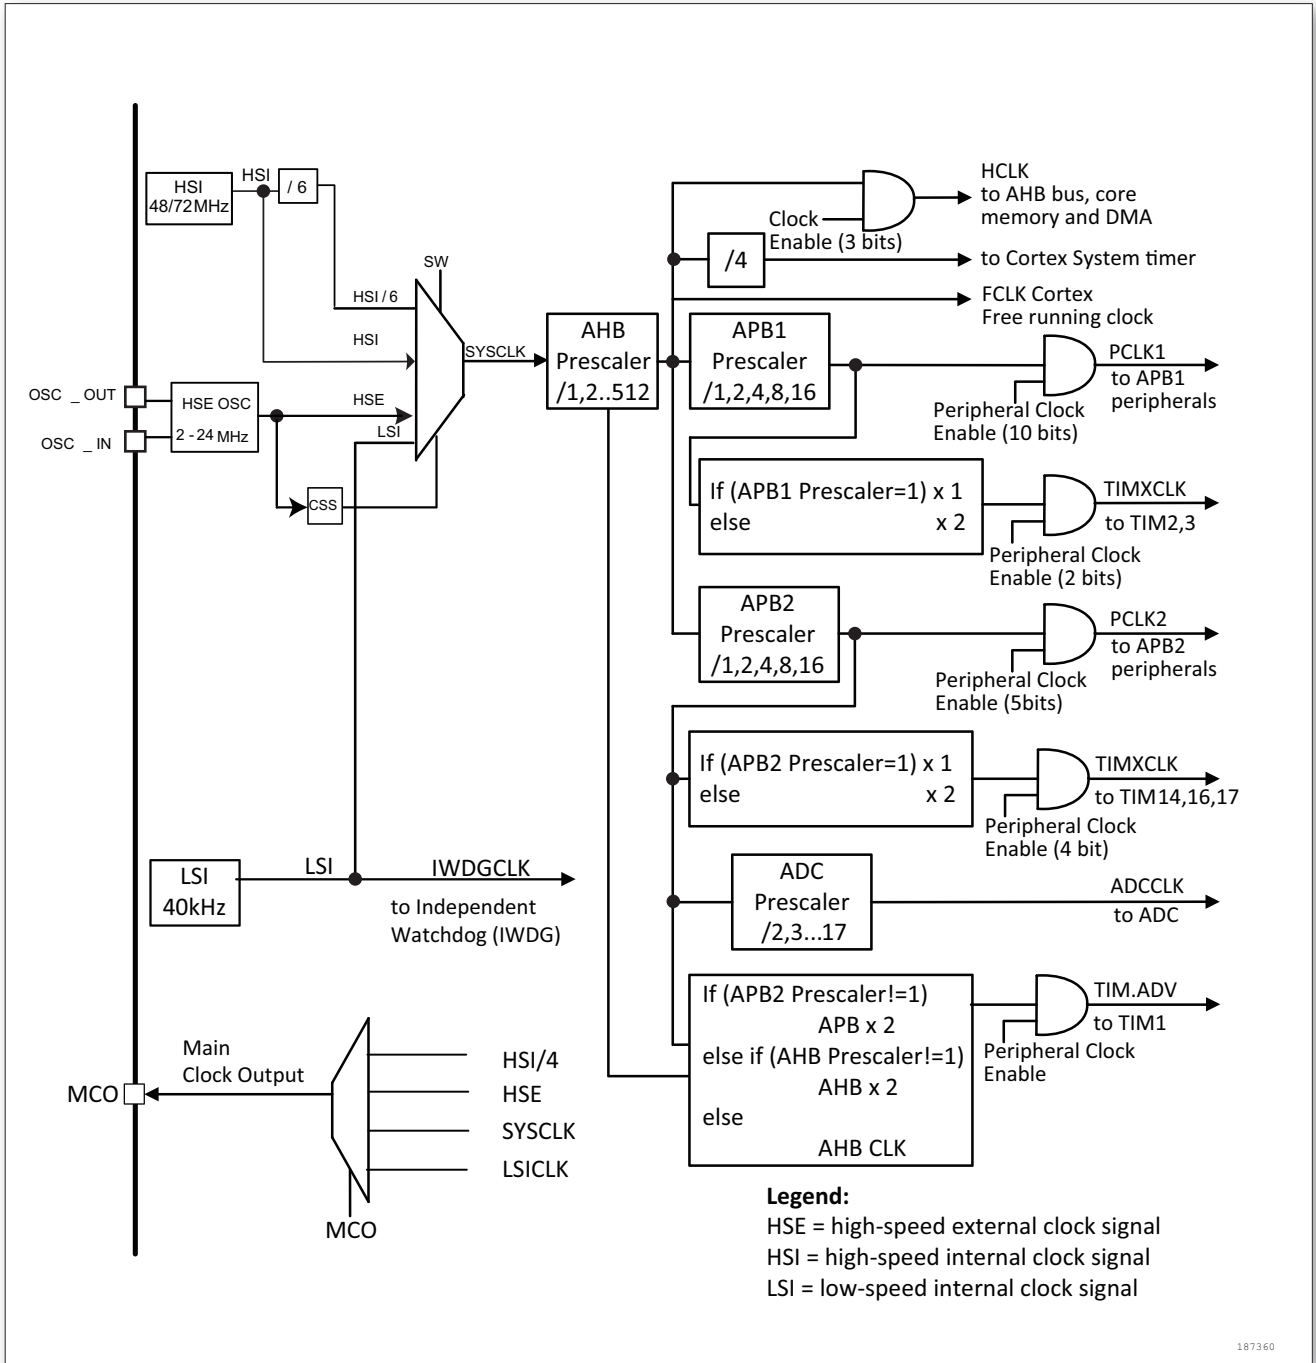 HSI
48/72MHz
HSI
/ 6
SW
HSI / 6
HSI
HSE
LSI
SYSCLK
OSC _ OUT
OSC _ IN
HSE OSC
2 - 24 MHz
CSS
AHB
Prescaler
/1,2..512
Clock
Enable (3 bits)
HCLK
to AHB bus, core
memory and DMA
/4
to Cortex System timer
FCLK Cortex
Free running clock
APB1
Prescaler
/1,2,4,8,16
PCLK1
to APB1
peripherals
Peripheral Clock
Enable (10 bits)
If (APB1 Prescaler=1) x 1
else x 2
TIMXCLK
to TIM2,3
Peripheral Clock
Enable (2 bits)
APB2
Prescaler
/1,2,4,8,16
PCLK2
to APB2
peripherals
Peripheral Clock
Enable (5bits)
If (APB2 Prescaler=1) x 1
else x 2
TIMXCLK
to TIM14,16,17
Peripheral Clock
Enable (4 bit)
LSI
40kHz
LSI
IWDGCLK
to Independent
Watchdog (IWDG)
ADC
Prescaler
/2,3...17
ADCCLK
to ADC
If (APB2 Prescaler!=1)
APB x 2
else if (AHB Prescaler!=1)
AHB x 2
else
AHB CLK
TIM.ADV
to TIM1
Peripheral Clock
Enable
Main
Clock Output
MCO
HSI/4
HSE
SYSCLK
LSICLK
MCO
Legend:
HSE = high-speed external clock signal
HSI = high-speed internal clock signal
LSI = low-speed internal clock signal
187360